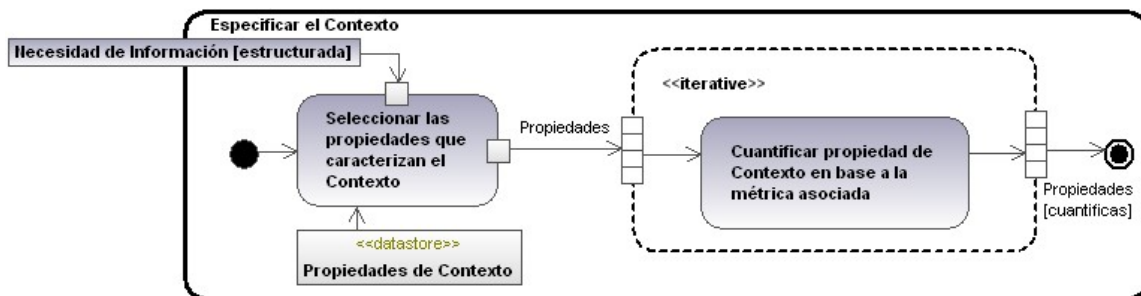 Especificar el Contexto
Necesidad de Información [estructurada]
<<iterative>>
Seleccionar las
propiedades que
caracterizan el
Contexto
Propiedades
Cuantificar propiedad de
Contexto en base a la
métrica asociada
Propiedades
[cuantificas]
<<datastore>>
Propiedades de Contexto